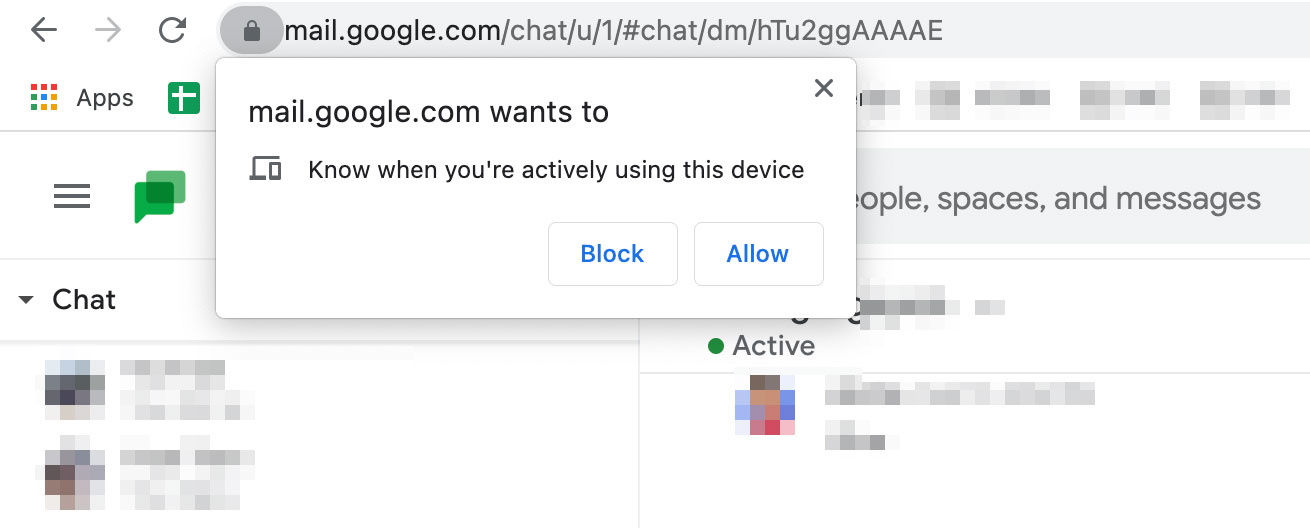 mail.google.com/chat/u/1/#chat/dm/hTu2ggAAAAE
Apps
mail.google.com wants to
Know when you're actively using this device
Block
Allow
people, spaces, and messages
Chat
Active